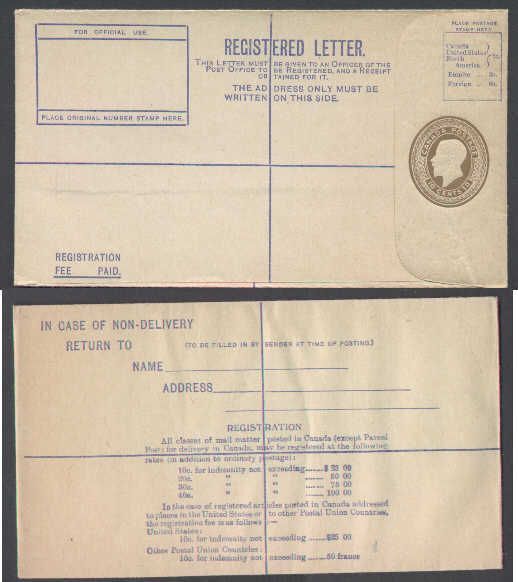 FOR OFFICIAL USE.
PLACE ORIGINAL NUMBER STAMP HERE.
REGISTERED LETTER.
THIS LETTER MUST BE GIVEN TO AN OFFICER OF THE
POST OFFICE TO BE REGISTERED, AND A RECEIPT
OBTAINED FOR IT.
THE ADDRESS ONLY MUST BE
WRITTEN ON THIS SIDE.
PLACE POSTAGE
STAMP HERE
Canada
United States
North
America.
Empire
Foreign
CANADA POSTAGE
10 CENTS 10
REGISTRATION
FEE PAID.
IN CASE OF NON-DELIVERY
RETURN TO (TO BE FILLED IN BY SENDER AT TIME OF POSTING)
NAME
ADDRESS
REGISTRATION
All classes of mail matter posted in Canada (except Parcel
Post for delivery in Canada, may be registered at the following
rates (in addition to ordinary postage):
10c. for indemnity not exceeding ...... $ 25 00
20c. " " ...... 50 00
30c. " " ...... 75 00
40c. " " ...... 100 00
In the case of registered articles posted in Canada addressed
to places in the United States or to other Postal Union Countries,
the registration fee is as follows :—
United States:
10c. for indemnity not exceeding ........ $25 00
Other Postal Union Countries :
10c. for indemnity not exceeding ........ 50 francs